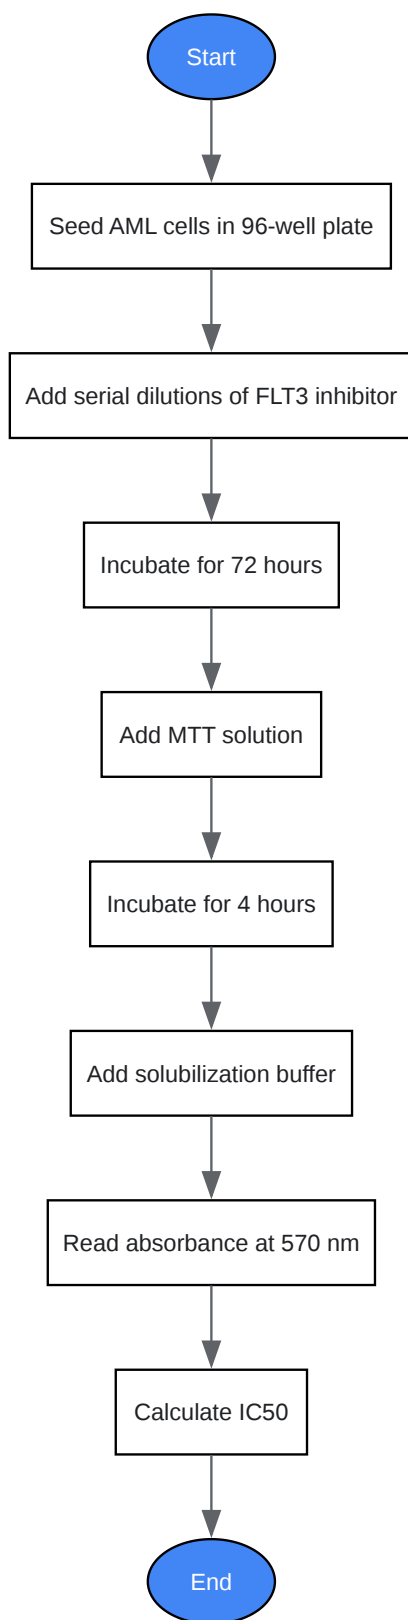 Start
Seed AML cells in 96-well plate
Add serial dilutions of FLT3 inhibitor
Incubate for 72 hours
Add MTT solution
Incubate for 4 hours
Add solubilization buffer
Read absorbance at 570 nm
Calculate IC50
End